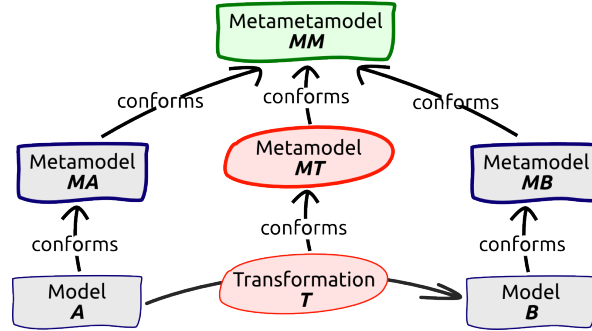 Metametamodel
MM
conforms
conforms
conforms
Metamodel
MA
Metamodel
MT
Metamodel
MB
conforms
conforms
conforms
Model
A
Transformation
T
Model
B